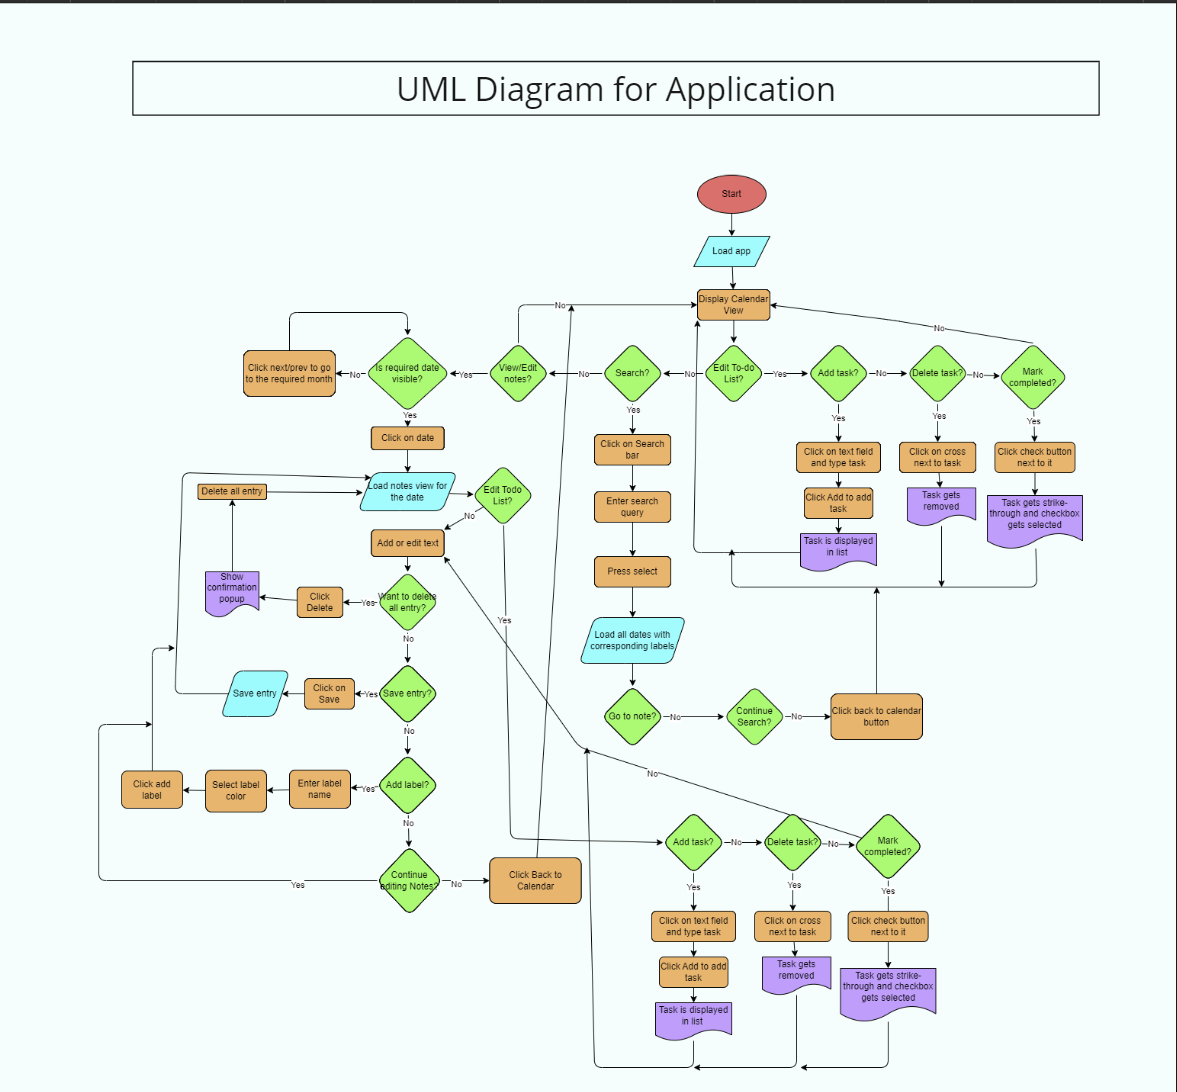 UML Diagram for Application
Start
Load app
Display Calendar
View
No
No
Click next/prev to go
to the required month
No
Is required date
visible?
Yes
View/Edit
notes?
No
Search?
No
Edit To-do
List?
Yes
Add task?
No
Delete task?
No
Mark
completed?
Yes
Yes
Yes
Yes
Yes
Click on date
Click on Search
bar
Click on text field
and type task
Click on cross
next to task
Click check button
next to it
Delete all entry
Load notes view for
the date
Edit Todo
List?
Enter search
query
Click Add to add
task
Task gets
removed
Task gets strike-
through and checkbox
gets selected
No
Add or edit text
Task is displayed
in list
Show
confirmation
popup
Click
Delete
Yes
Want to delete
all entry?
Press select
Yes
No
Load all dates with
corresponding labels
Save entry
Click on
Save
Yes
Save entry?
Go to note?
No
Continue
Search?
No
Click back to calendar
button
No
Click add
label
Select label
color
Enter label
name
Yes
Add label?
No
No
Add task?
No
Delete task?
No
Mark
completed?
Yes
Continue
editing Notes?
No
Click Back to
Calendar
Yes
Yes
Yes
Click on text field
and type task
Click on cross
next to task
Click check button
next to it
Click Add to add
task
Task gets
removed
Task gets strike-
through and checkbox
gets selected
Task is displayed
in list